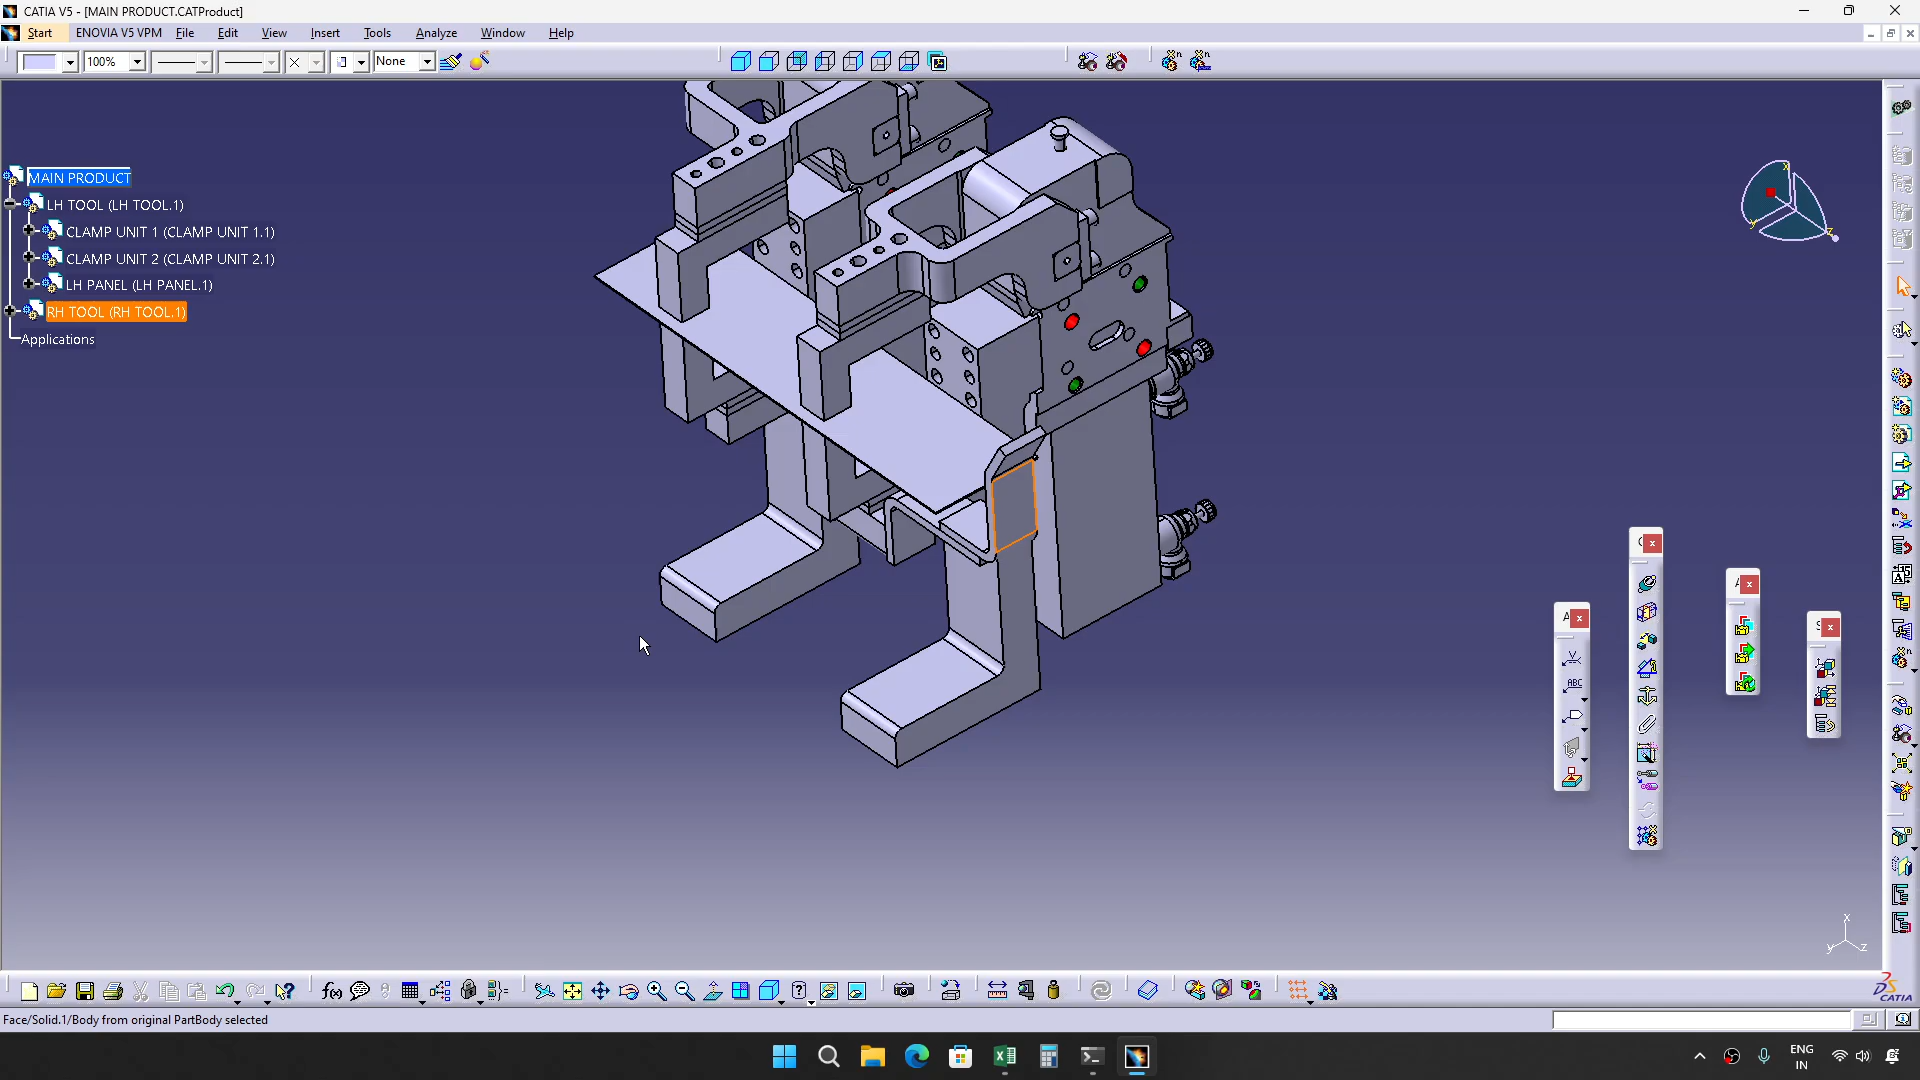 CATIA V5 - [MAIN PRODUCT.CATProduct]
Start ENOVIA V5 VPM File Edit View Insert Tools Analyze Window Help
100% None
MAIN PRODUCT
LH TOOL (LH TOOL.1)
CLAMP UNIT 1 (CLAMP UNIT 1.1)
CLAMP UNIT 2 (CLAMP UNIT 2.1)
LH PANEL (LH PANEL.1)
RH TOOL (RH TOOL.1)
Applications
x
y
z
ABC
x
y
z
f(x)
CATIA
Face/Solid.1/Body from original PartBody selected
ENG
IN